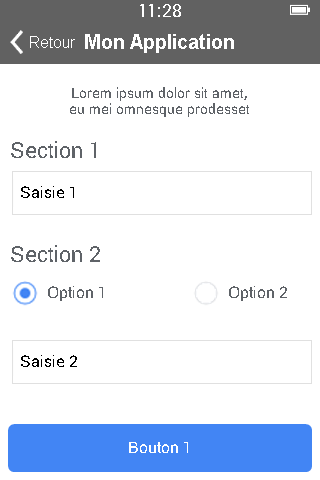 11:28
Retour Mon Application
Lorem ipsum dolor sit amet,
eu mei omnesque prodesset
Section 1
Saisie 1
Section 2
Option 1 Option 2
Saisie 2
Bouton 1